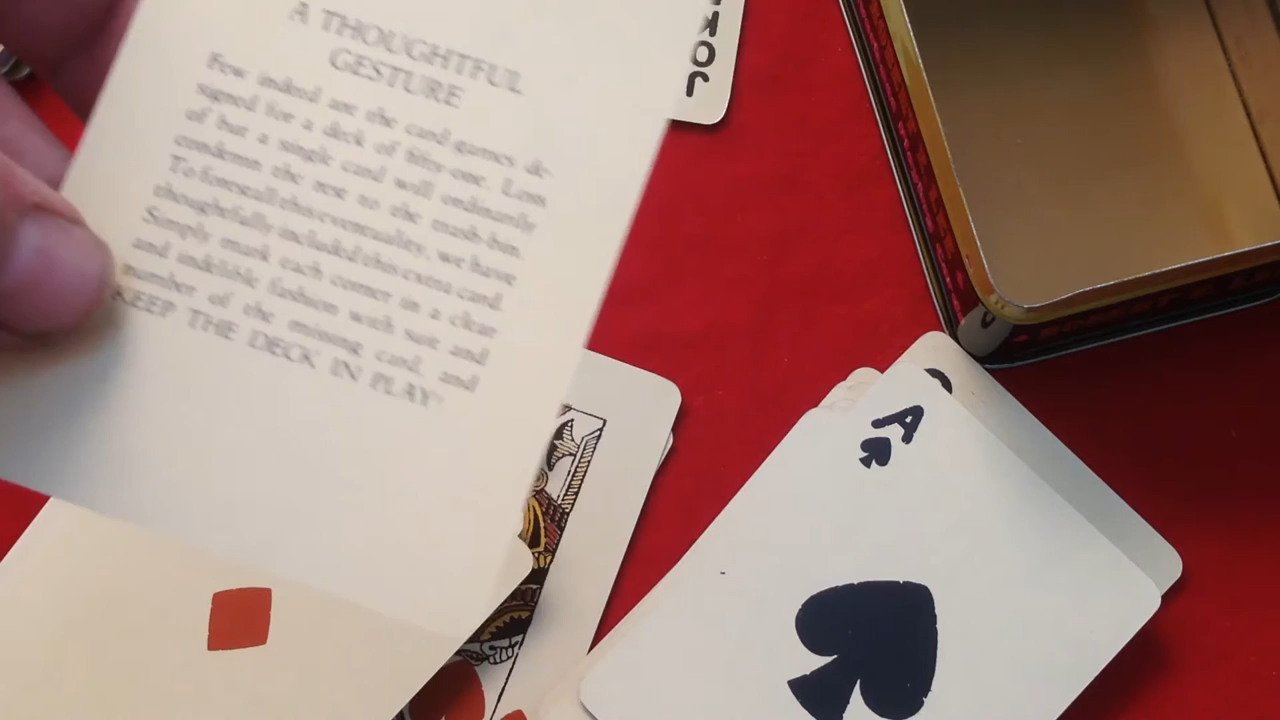 A THOUGHTFUL
GESTURE
Few indeed are the card-games de-
signed for a deck of fifty-one. Loss
of but a single card will ordinarily
condemn the rest to the trash-bin.
To forestall this eventuality, we have
thoughtfully included this extra card.
Simply mark each corner in a clear
and indelible fashion with suit and
number of the missing card, and
KEEP THE DECK IN PLAY.
JOK
A